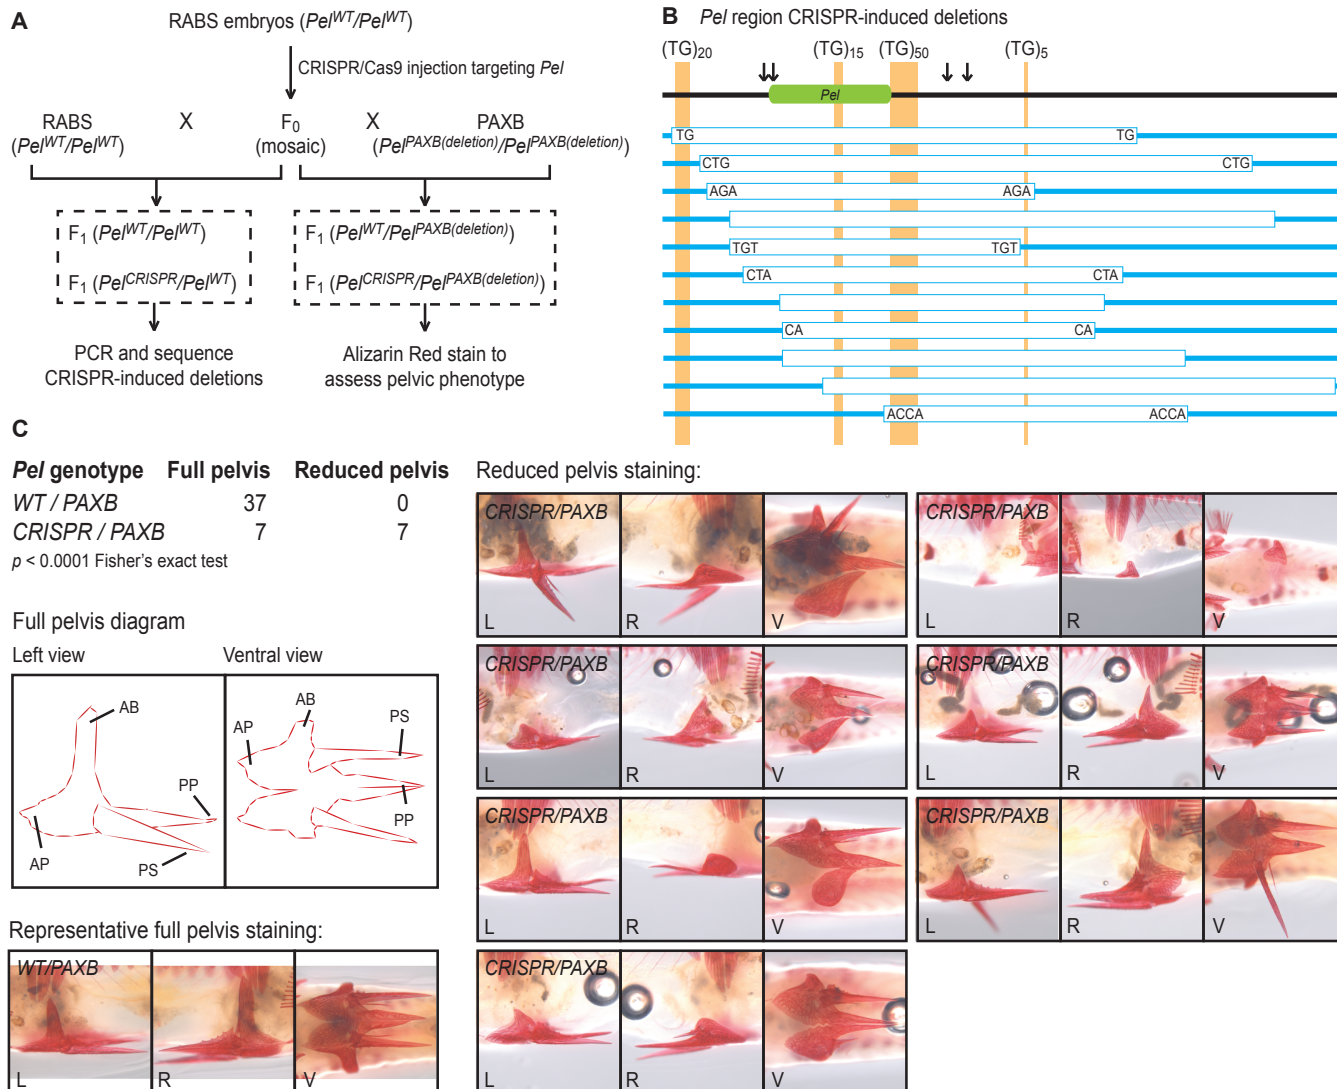 A
RABS embryos (Pel^WT/Pel^WT)
CRISPR/Cas9 injection targeting Pel
RABS X F0 X PAXB
(Pel^WT/Pel^WT) (mosaic) (Pel^PAXB(deletion)/Pel^PAXB(deletion))
F1 (Pel^WT/Pel^WT)
F1 (Pel^CRISPR/Pel^WT)
F1 (Pel^WT/Pel^PAXB(deletion))
F1 (Pel^CRISPR/Pel^PAXB(deletion))
PCR and sequence
CRISPR-induced deletions
Alizarin Red stain to
assess pelvic phenotype
B Pel region CRISPR-induced deletions
(TG)20 (TG)15 (TG)50 (TG)5
Pel
TG TG
CTG CTG
AGA AGA
TGT TGT
CTA CTA
CA CA
ACCA ACCA
C
Pel genotype Full pelvis Reduced pelvis
WT / PAXB 37 0
CRISPR / PAXB 7 7
p < 0.0001 Fisher's exact test
Full pelvis diagram
Left view Ventral view
AB
PP
AP
PS
AB
AP
PS
PP
Representative full pelvis staining:
WT/PAXB
L R V
Reduced pelvis staining:
CRISPR/PAXB
L R V
CRISPR/PAXB
L R V
CRISPR/PAXB
L R V
CRISPR/PAXB
L R V
CRISPR/PAXB
L R V
CRISPR/PAXB
L R V
CRISPR/PAXB
L R V